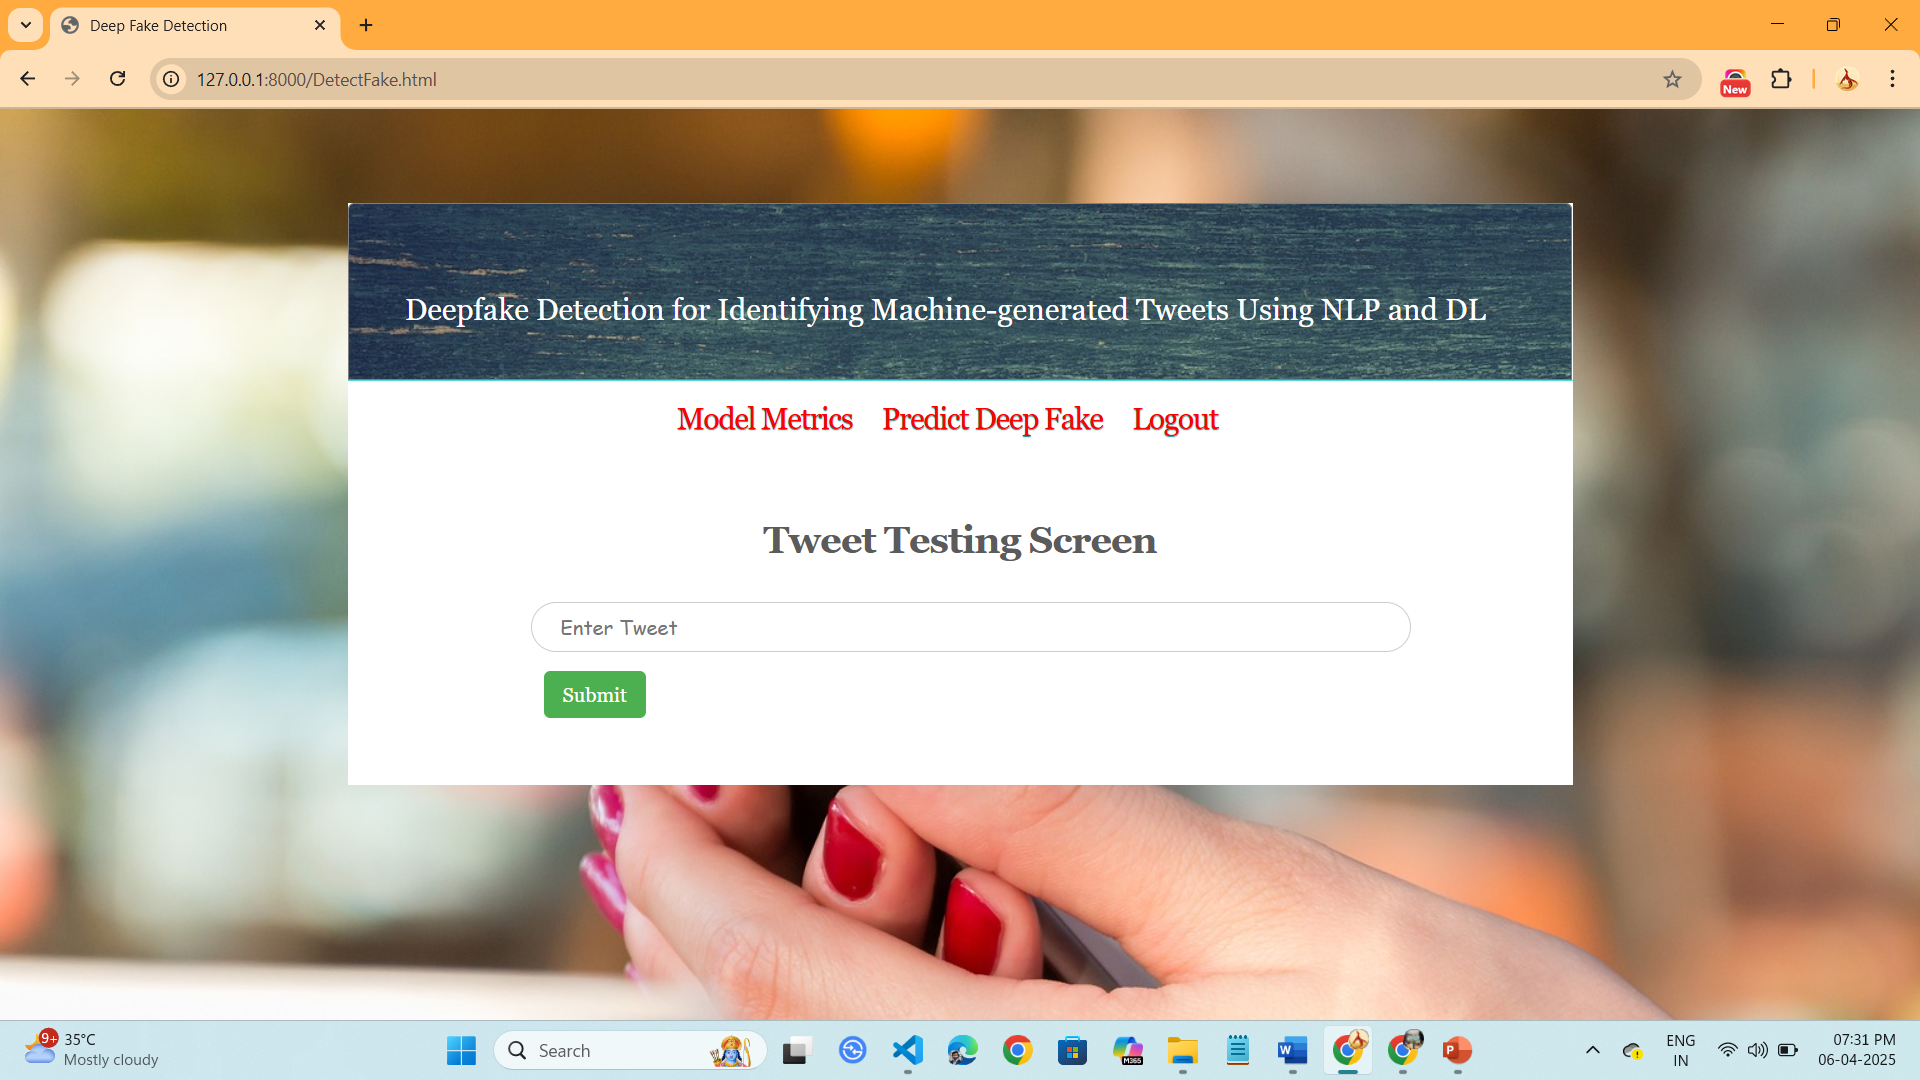 Deep Fake Detection
127.0.0.1:8000/DetectFake.html
New
Deepfake Detection for Identifying Machine-generated Tweets Using NLP and DL
Model Metrics Predict Deep Fake Logout
Tweet Testing Screen
Enter Tweet
Submit
9+
35°C
Mostly cloudy
Search
M365
W
P
ENG
IN
07:31 PM
06-04-2025